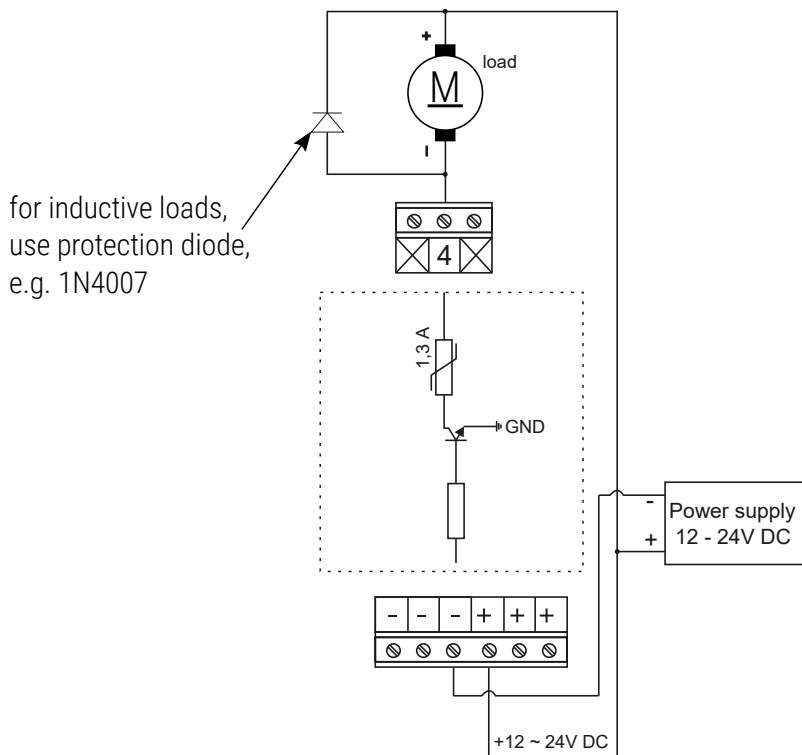 +
load
M
-
for inductive loads,
use protection diode,
e.g. 1N4007
4
1,3 A
GND
-
Power supply
+
12 - 24V DC
- - - + + +
+12 ~ 24V DC